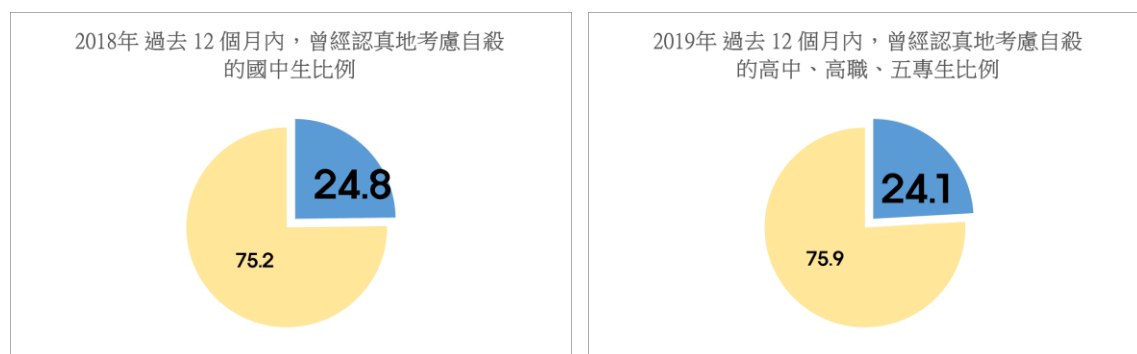 2018年 過去 12 個月內，曾經認真地考慮自殺
的國中生比例
24.8
75.2
2019年 過去 12 個月內，曾經認真地考慮自殺
的高中、高職、五專生比例
24.1
75.9